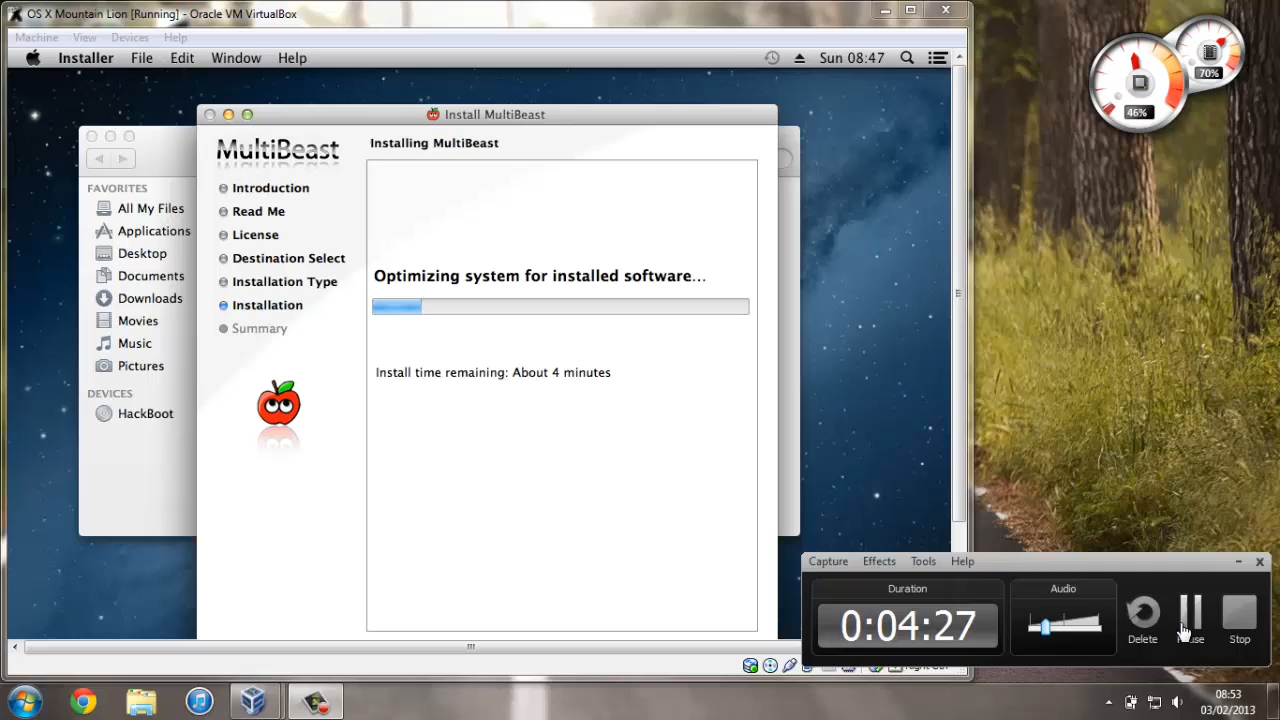 OS X Mountain Lion [Running] - Oracle VM VirtualBox
Machine View Devices Help
Installer File Edit Window Help
Sun 08:47
70%
46%
Install MultiBeast
MultiBeast
Installing MultiBeast
FAVORITES
All My Files
Applications
Desktop
Documents
Downloads
Movies
Music
Pictures
DEVICES
HackBoot
Introduction
Read Me
License
Destination Select
Installation Type
Installation
Summary
Optimizing system for installed software...
Install time remaining: About 4 minutes
Capture Effects Tools Help
Duration
0:04:27
Audio
Delete
Stop
08:53
03/02/2013